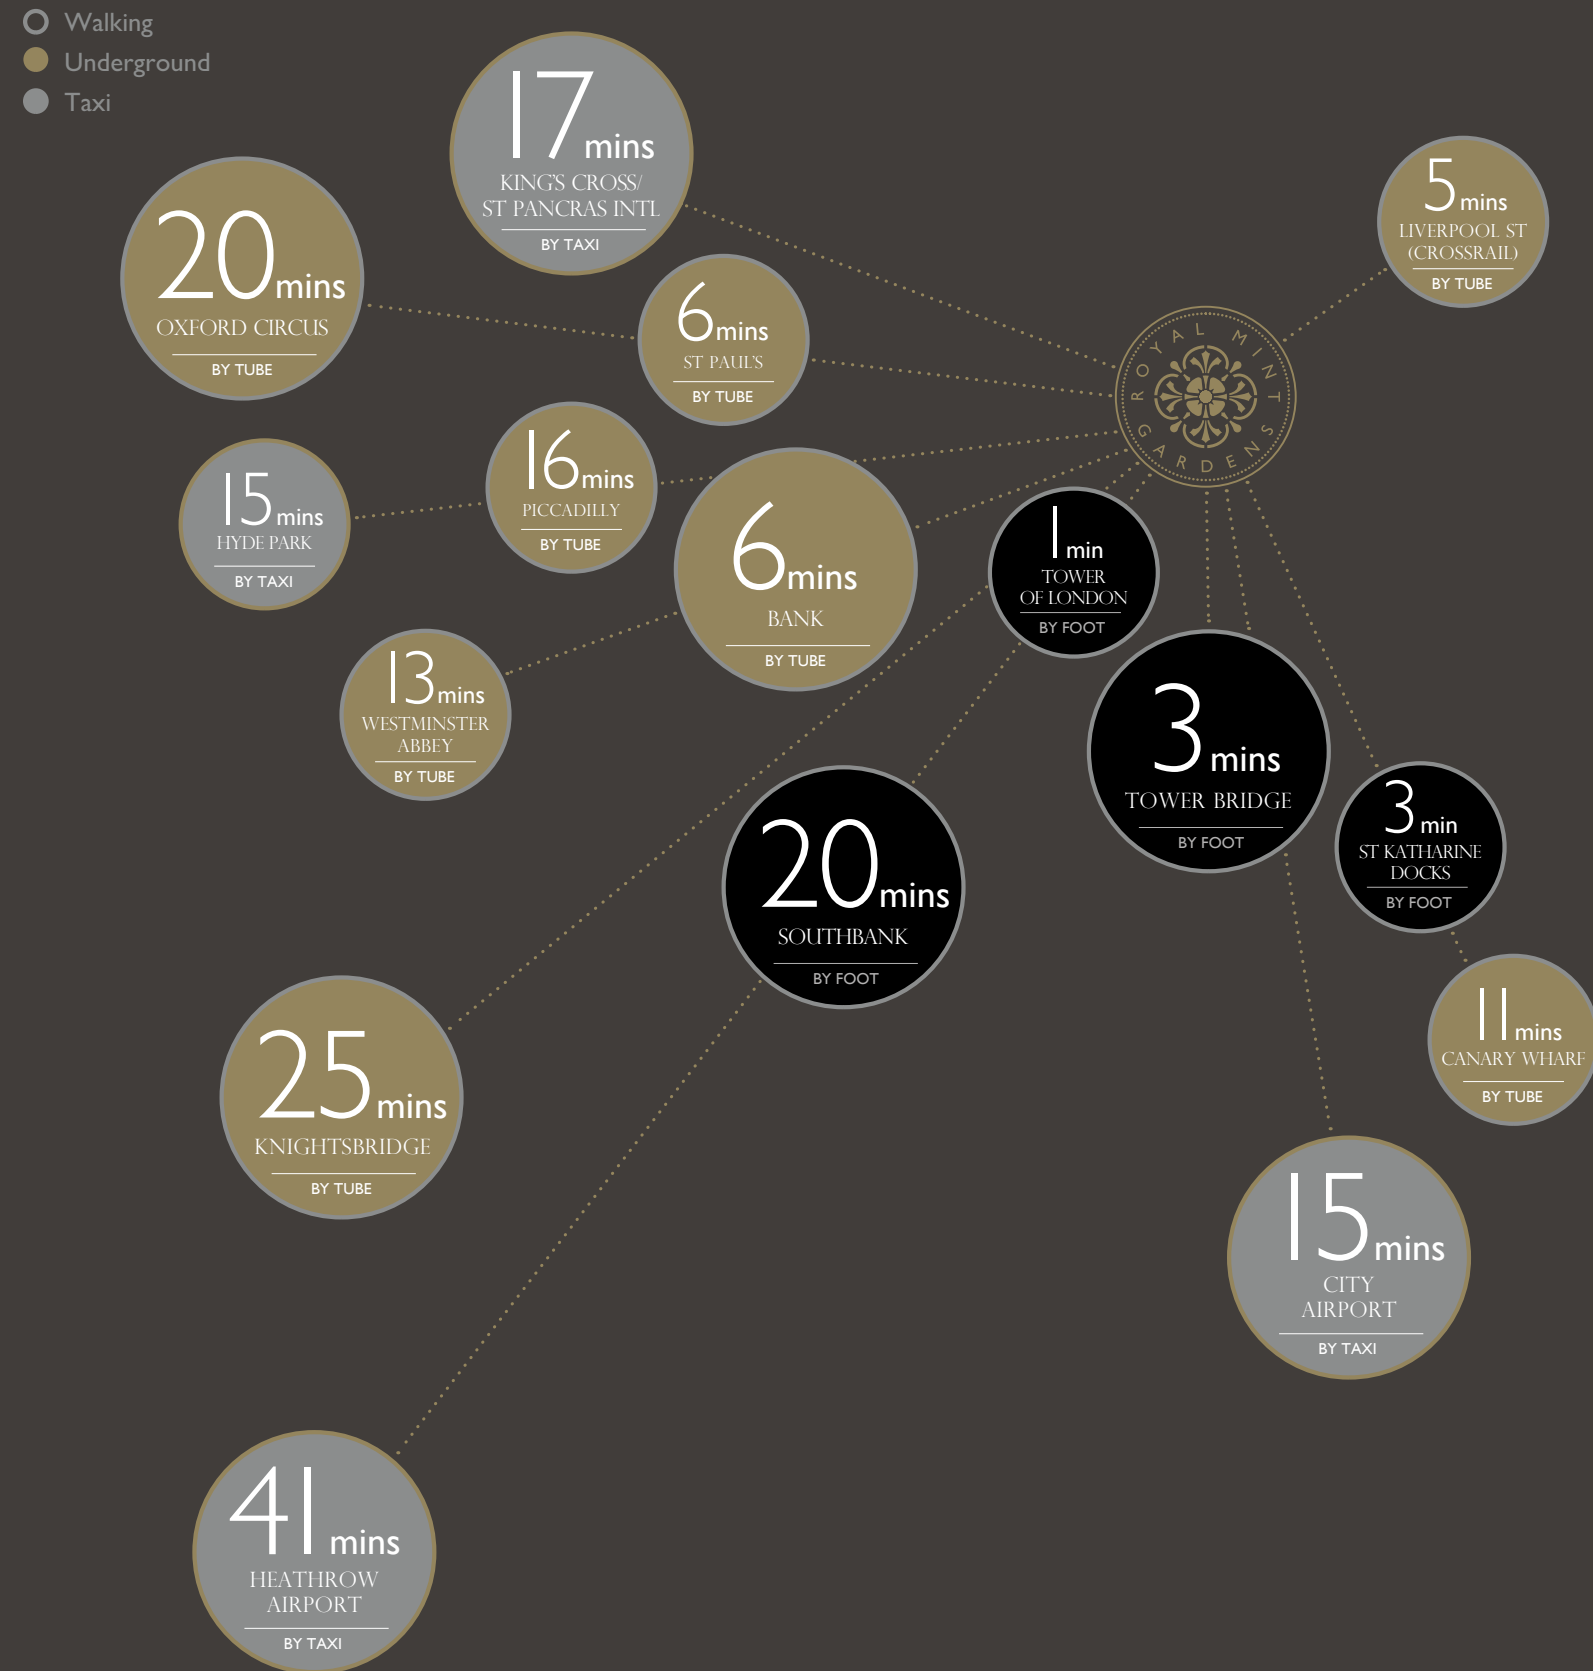 Walking
Underground
Taxi
17 mins
KING'S CROSS/
ST PANCRAS INTL
BY TAXI
5 mins
LIVERPOOL ST
(CROSSRAIL)
BY TUBE
20 mins
OXFORD CIRCUS
BY TUBE
6 mins
ST PAUL'S
BY TUBE
ROYAL MINT
GARDENS
16 mins
PICCADILLY
BY TUBE
15 mins
HYDE PARK
BY TAXI
6 mins
BANK
BY TUBE
1 min
TOWER
OF LONDON
BY FOOT
13 mins
WESTMINSTER
ABBEY
BY TUBE
3 mins
TOWER BRIDGE
BY FOOT
20 mins
SOUTHBANK
BY FOOT
3 min
ST KATHARINE
DOCKS
BY FOOT
11 mins
CANARY WHARF
BY TUBE
25 mins
KNIGHTSBRIDGE
BY TUBE
15 mins
CITY
AIRPORT
BY TAXI
41 mins
HEATHROW
AIRPORT
BY TAXI